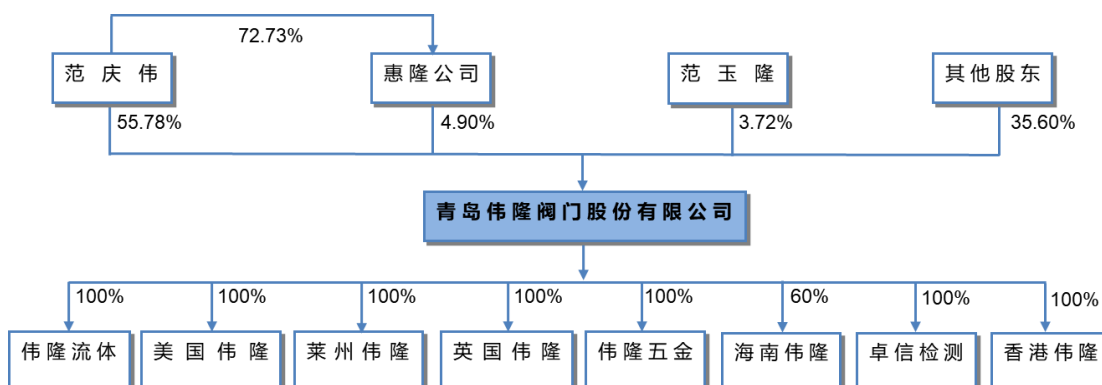 72.73%
范庆伟
惠隆公司
范玉隆
其他股东
55.78%
4.90%
3.72%
35.60%
青岛伟隆阀门股份有限公司
100%
100%
100%
100%
100%
60%
100%
100%
伟隆流体
美国伟隆
莱州伟隆
英国伟隆
伟隆五金
海南伟隆
卓信检测
香港伟隆